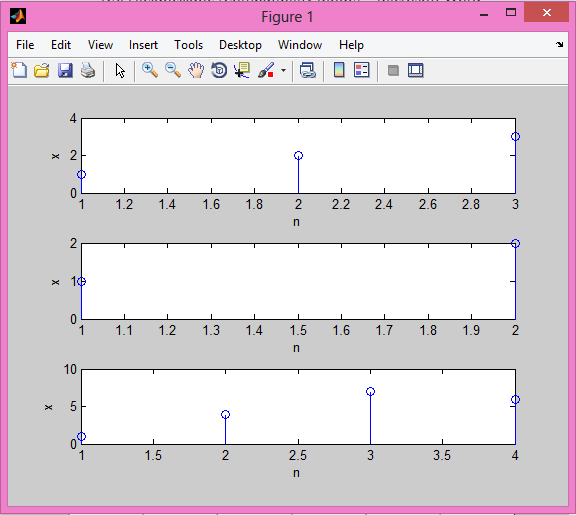 Figure 1
File Edit View Insert Tools Desktop Window Help
4
2
0
x
1 1.2 1.4 1.6 1.8 2 2.2 2.4 2.6 2.8 3
n
2
1
0
x
1 1.1 1.2 1.3 1.4 1.5 1.6 1.7 1.8 1.9 2
n
10
5
0
x
1 1.5 2 2.5 3 3.5 4
n